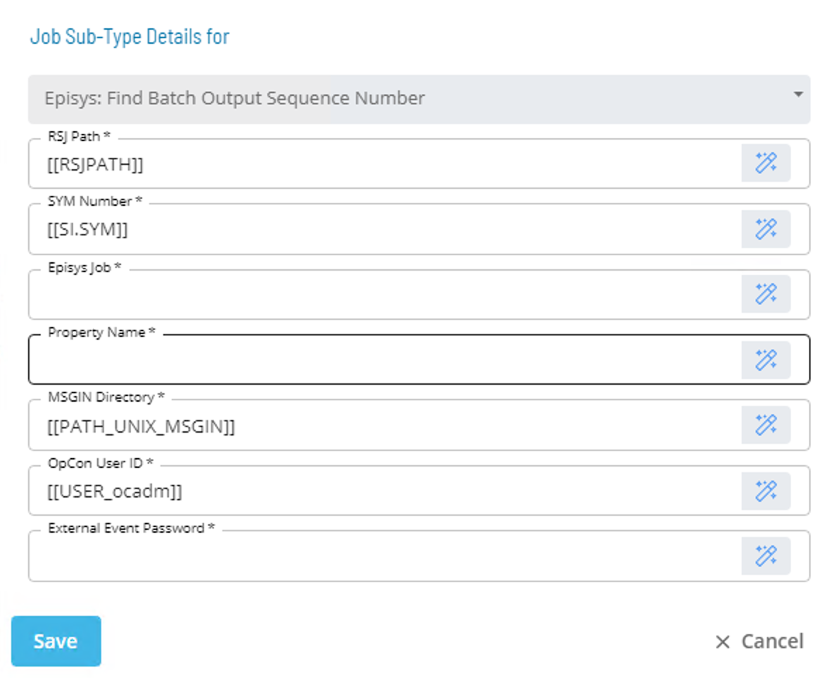 Job Sub-Type Details for
Episys: Find Batch Output Sequence Number
RSJ Path *
[[RSJPATH]]
SYM Number *
[[SI.SYM]]
Episys Job *
Property Name *
MSGIN Directory *
[[PATH_UNIX_MSGIN]]
OpCon User ID *
[[USER_ocadm]]
External Event Password *
Save
Cancel